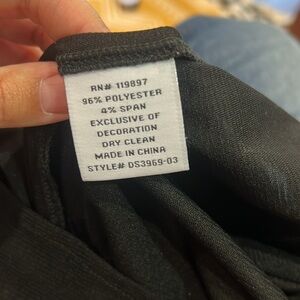 RN# 119897
96% POLYESTER
4% SPAN
EXCLUSIVE OF
DECORATION
DRY CLEAN
MADE IN CHINA
STYLE# DS3969-03